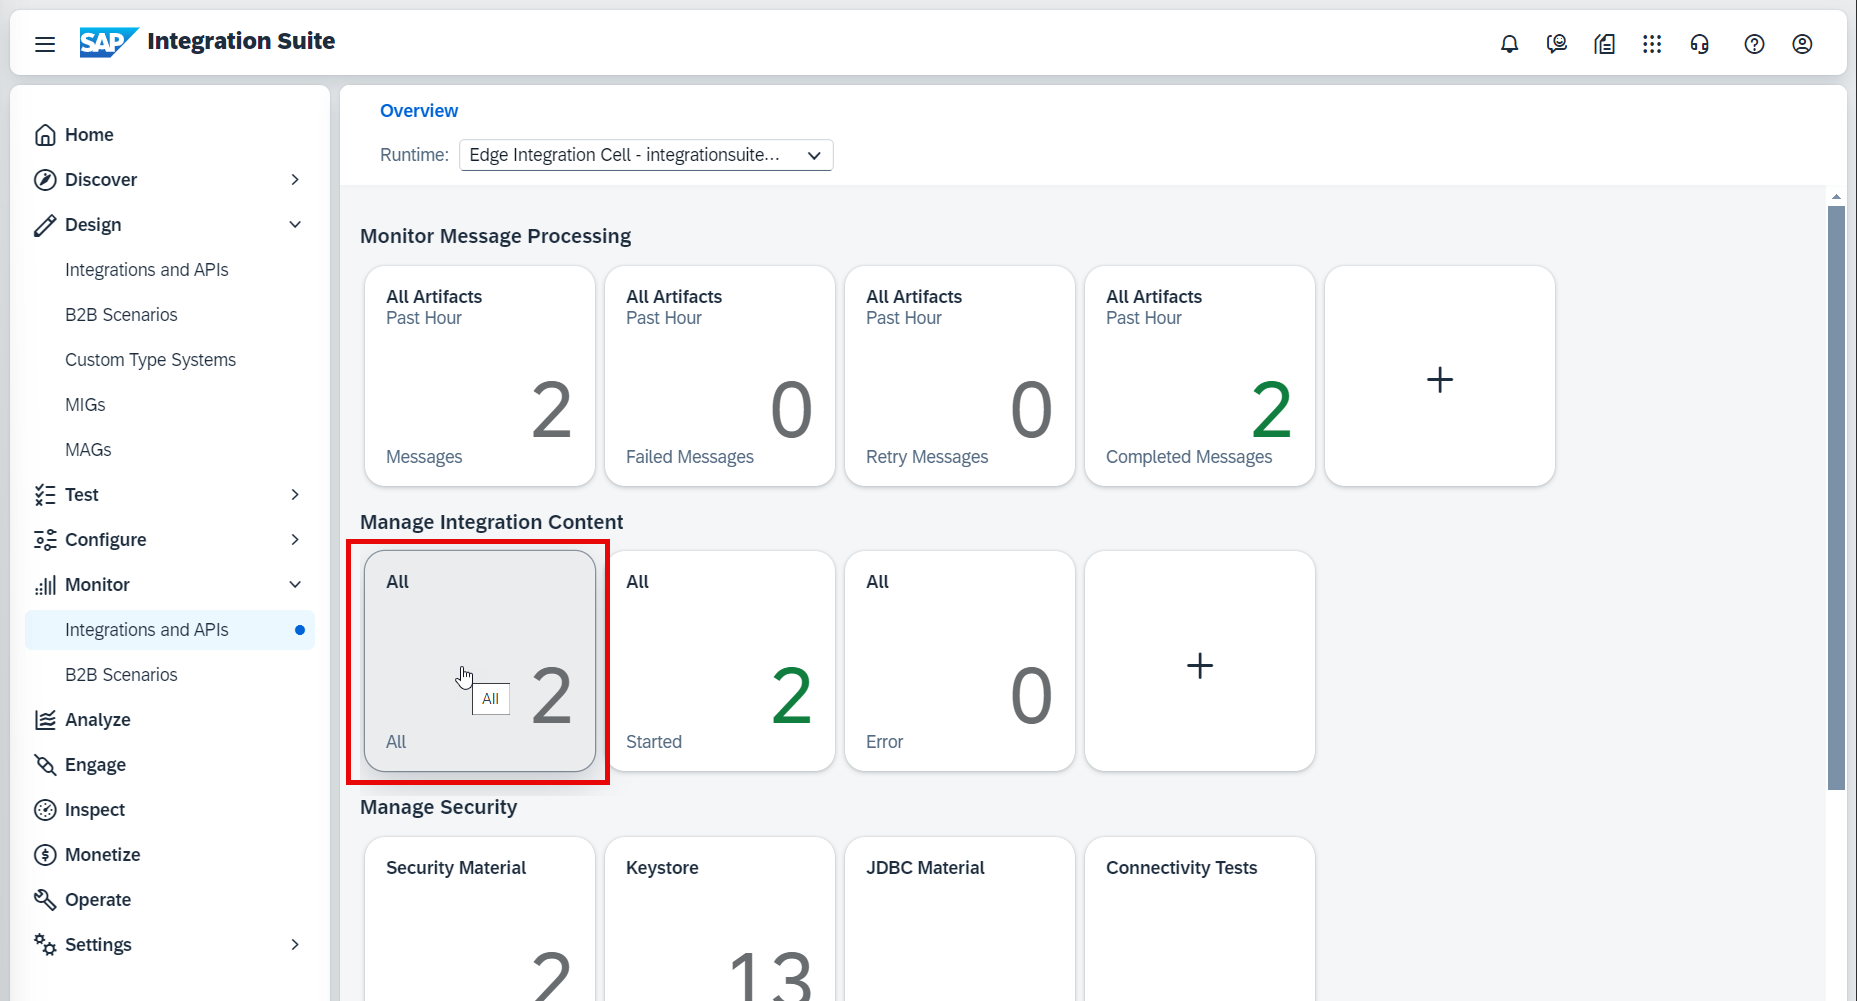 SAP Integration Suite
Home
Discover
Design
Integrations and APIs
B2B Scenarios
Custom Type Systems
MIGs
MAGs
Test
Configure
Monitor
Integrations and APIs
B2B Scenarios
Analyze
Engage
Inspect
Monetize
Operate
Settings
Overview
Runtime: Edge Integration Cell - integrationsuite...
Monitor Message Processing
All Artifacts
Past Hour
2
Messages
All Artifacts
Past Hour
0
Failed Messages
All Artifacts
Past Hour
0
Retry Messages
All Artifacts
Past Hour
2
Completed Messages
Manage Integration Content
All
2
All
All
All
2
Started
All
0
Error
Manage Security
Security Material
2
Keystore
13
JDBC Material
Connectivity Tests